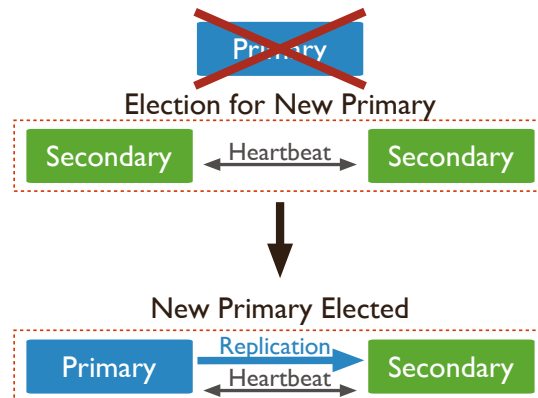 Primary
Election for New Primary
Secondary
Heartbeat
Secondary
New Primary Elected
Primary
Replication
Heartbeat
Secondary